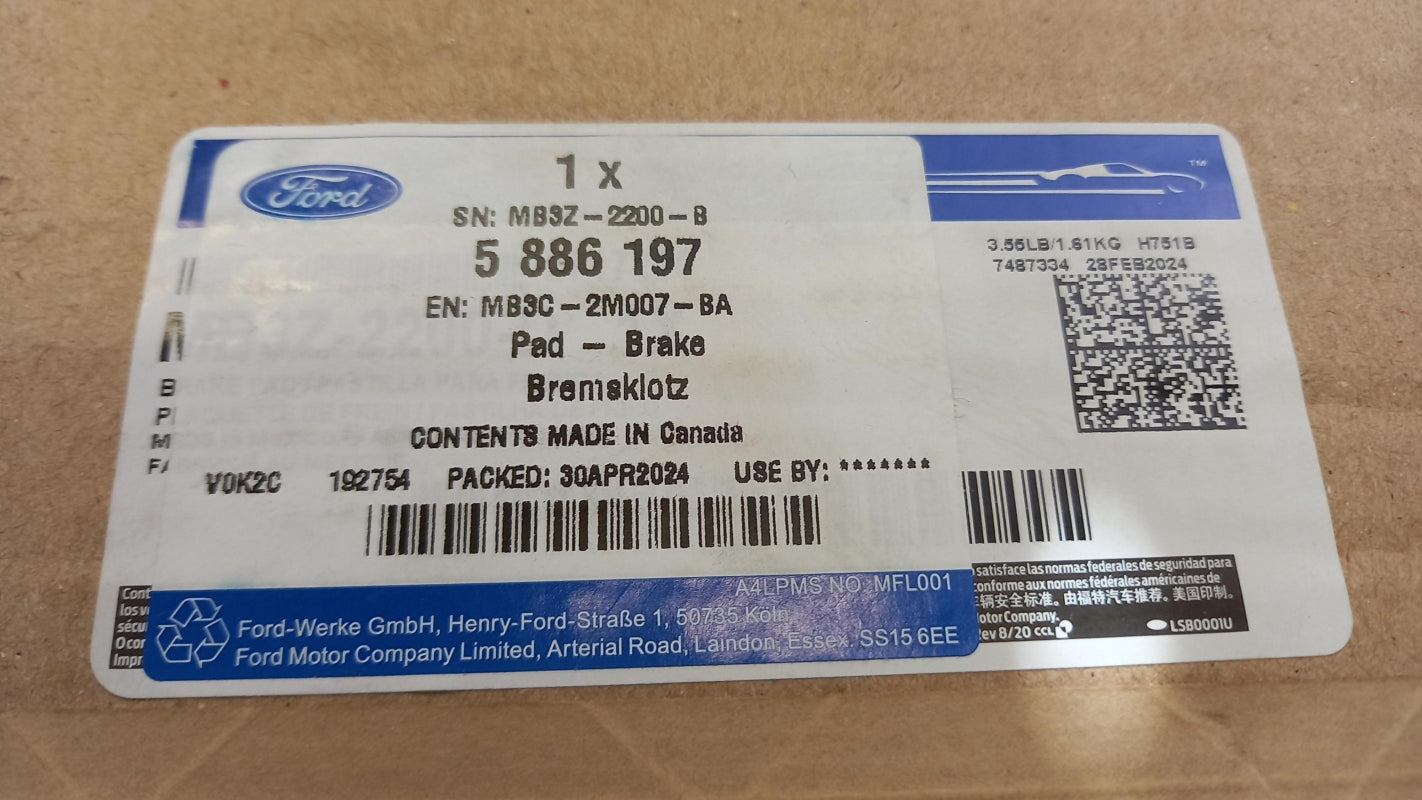 Ford
1 x
SN: MB3Z-2200-B
5 886 197
EN: MB3C-2M007-BA
Pad - Brake
Bremsklotz
CONTENTS MADE IN Canada
V0K2C 192754 PACKED: 30APR2024 USE BY: *******
A4LPMS NO. MFL001
Ford-Werke GmbH, Henry-Ford-Straße 1, 50735 Köln
Ford Motor Company Limited, Arterial Road, Laindon, Essex. SS15 6EE
TM
3.55LB/1.61KG H751B
7487334 28FEB2024
satisface las normas federales de seguridad para
conforme aux normes fédérales américaines de
车辆安全标准。由福特汽车推荐。美国印制。
Motor Company.
Rev 8/20 CCL LSB0001U